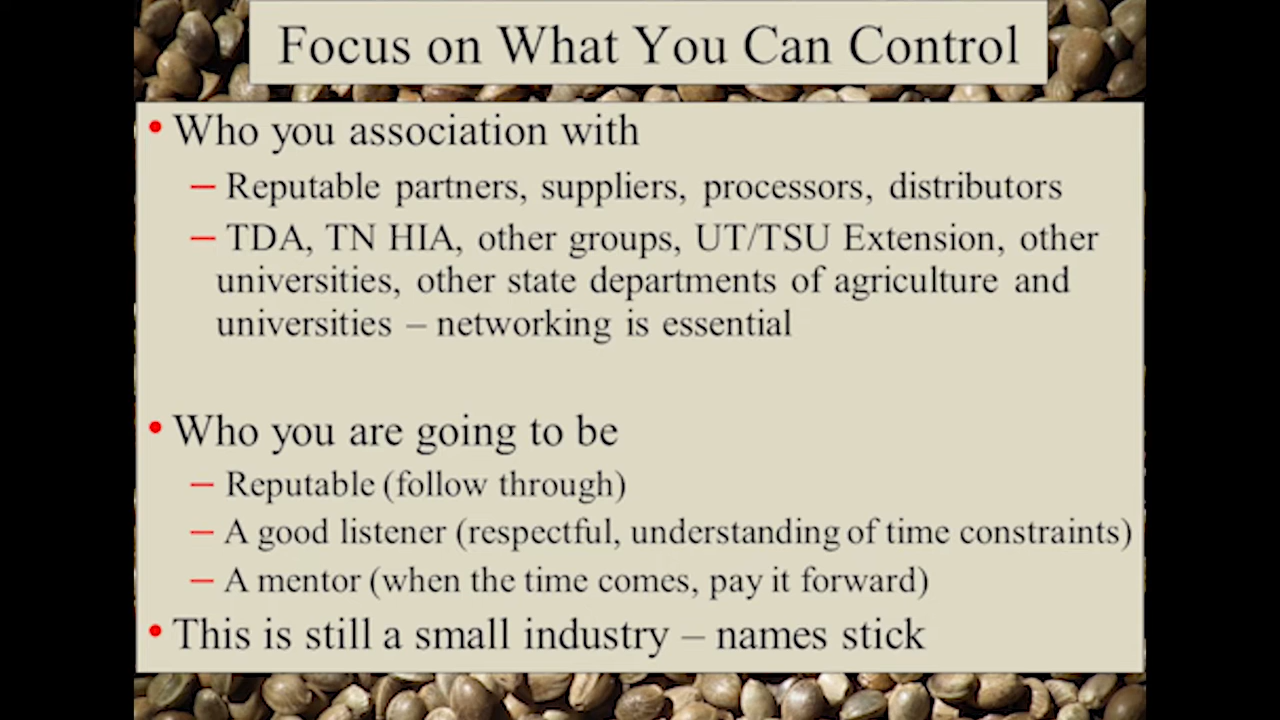 Focus on What You Can Control
• Who you association with
– Reputable partners, suppliers, processors, distributors
– TDA, TN HIA, other groups, UT/TSU Extension, other
universities, other state departments of agriculture and
universities – networking is essential
• Who you are going to be
– Reputable (follow through)
– A good listener (respectful, understanding of time constraints)
– A mentor (when the time comes, pay it forward)
• This is still a small industry – names stick